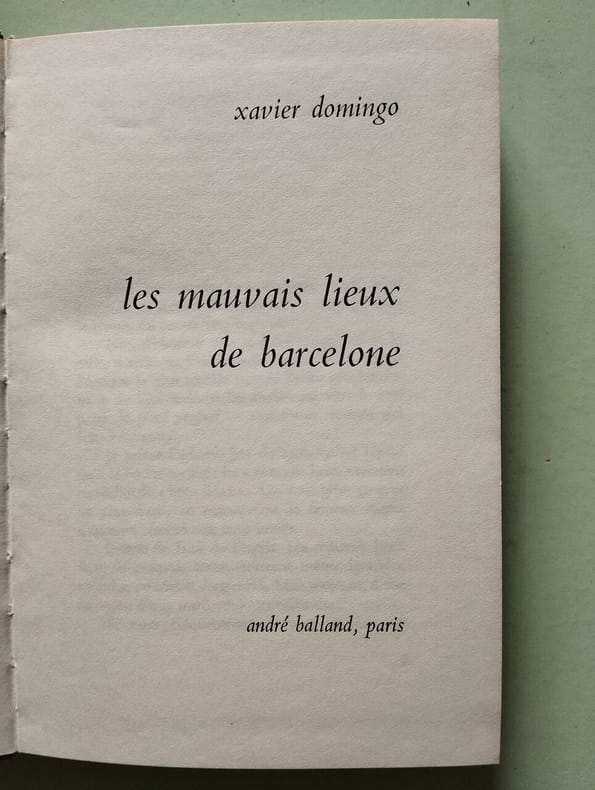 xavier domingo
les mauvais lieux
de barcelone
andré balland, paris